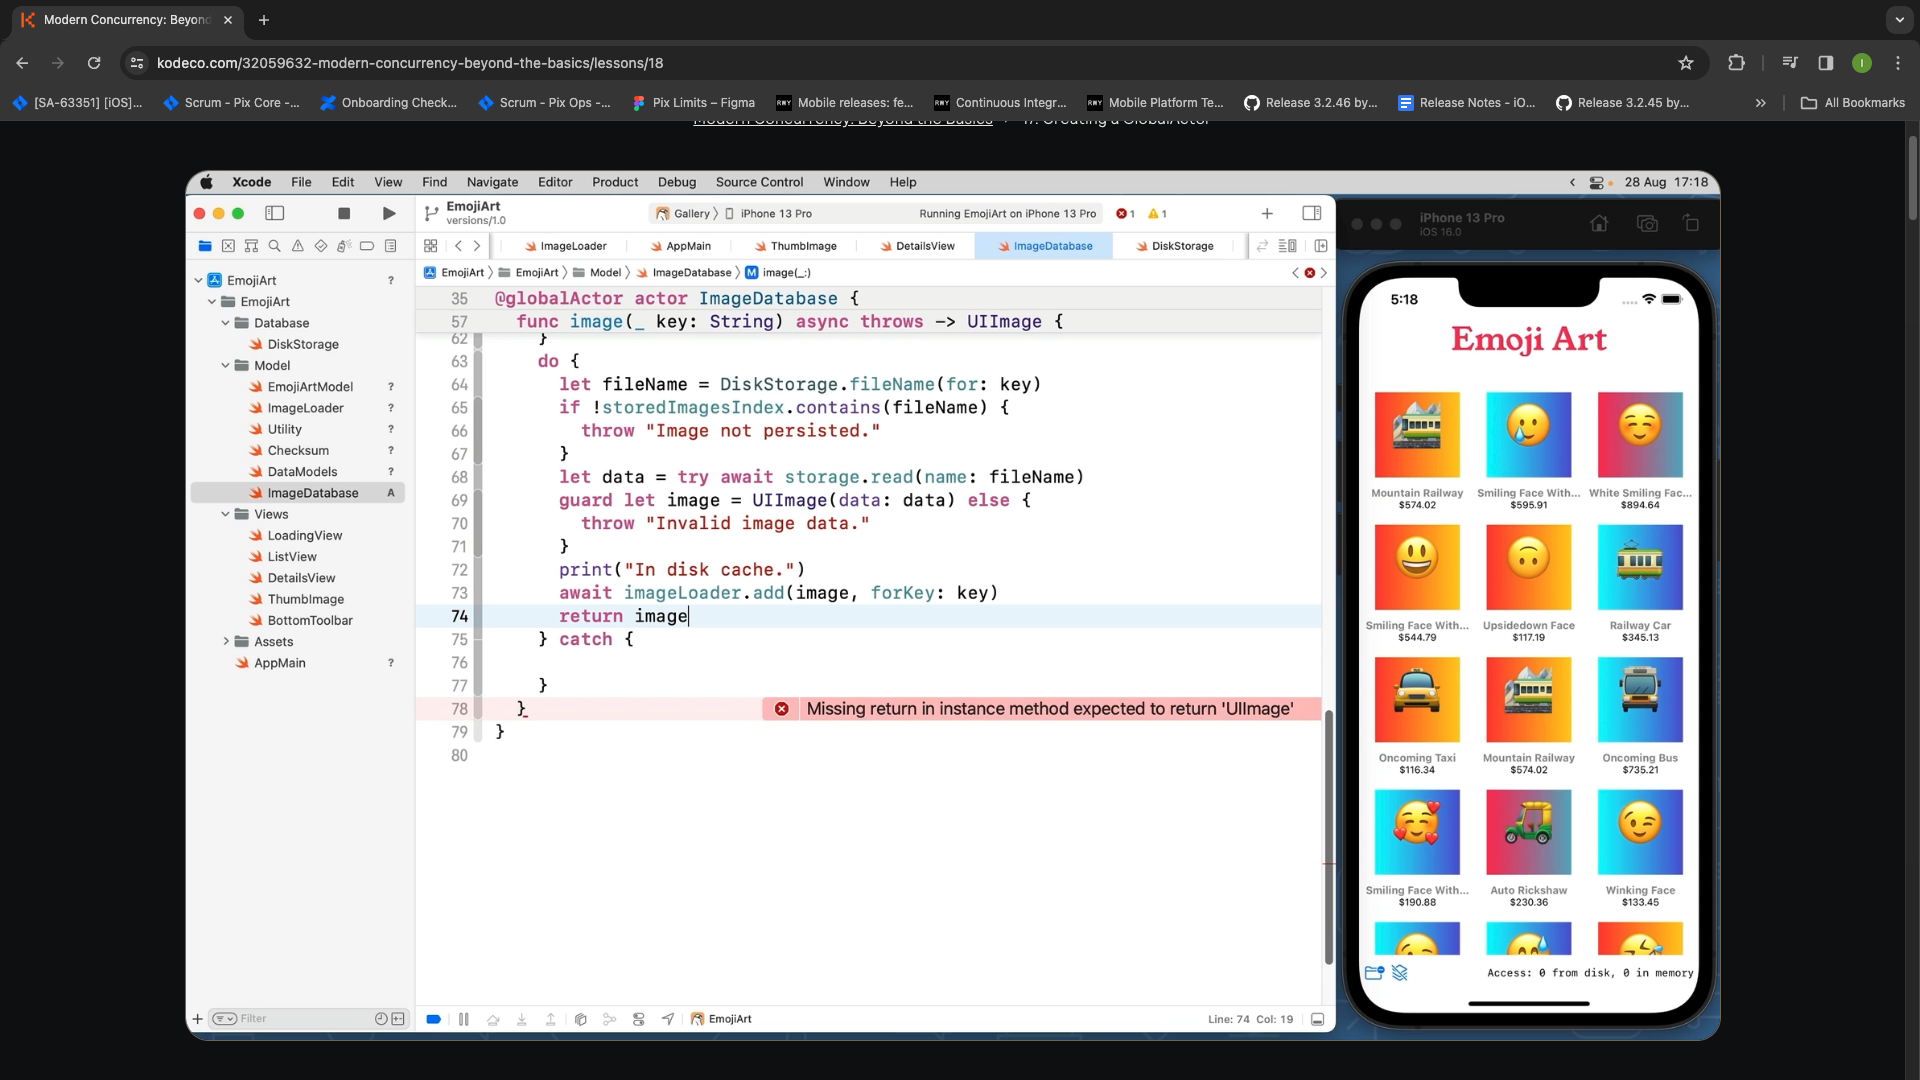 Modern Concurrency: Beyond
kodeco.com/32059632-modern-concurrency-beyond-the-basics/lessons/18
[SA-63351] [iOS]...
Scrum - Pix Core -...
Onboarding Check...
Scrum - Pix Ops -...
Pix Limits – Figma
RWY Mobile releases: fe...
RWY Continuous Integr...
RWY Mobile Platform Te...
Release 3.2.46 by...
Release Notes - iO...
Release 3.2.45 by...
All Bookmarks
Modern Concurrency: Beyond the Basics
17. Creating a GlobalActor
Xcode File Edit View Find Navigate Editor Product Debug Source Control Window Help
28 Aug 17:18
EmojiArt
versions/1.0
Gallery
iPhone 13 Pro
Running EmojiArt on iPhone 13 Pro
1
1
ImageLoader
AppMain
ThumbImage
DetailsView
ImageDatabase
DiskStorage
EmojiArt
EmojiArt
Model
ImageDatabase
M image(_:)
EmojiArt ?
EmojiArt
Database
DiskStorage
Model
EmojiArtModel ?
ImageLoader ?
Utility ?
Checksum ?
DataModels ?
ImageDatabase A
Views
LoadingView
ListView
DetailsView
ThumbImage
BottomToolbar
Assets
AppMain ?
Filter
35 @globalActor actor ImageDatabase {
57 func image(_ key: String) async throws -> UIImage {
62 }
63 do {
64 let fileName = DiskStorage.fileName(for: key)
65 if !storedImagesIndex.contains(fileName) {
66 throw "Image not persisted."
67 }
68 let data = try await storage.read(name: fileName)
69 guard let image = UIImage(data: data) else {
70 throw "Invalid image data."
71 }
72 print("In disk cache.")
73 await imageLoader.add(image, forKey: key)
74 return image
75 } catch {
76
77 }
78 } Missing return in instance method expected to return 'UIImage'
79 }
80
EmojiArt
Line: 74 Col: 19
iPhone 13 Pro
iOS 16.0
5:18
Emoji Art
Mountain Railway
$574.02
Smiling Face With...
$595.91
White Smiling Fac...
$894.64
Smiling Face With...
$544.79
Upsidedown Face
$117.19
Railway Car
$345.13
Oncoming Taxi
$116.34
Mountain Railway
$574.02
Oncoming Bus
$735.21
Smiling Face With...
$190.88
Auto Rickshaw
$230.36
Winking Face
$133.45
Access: 0 from disk, 0 in memory